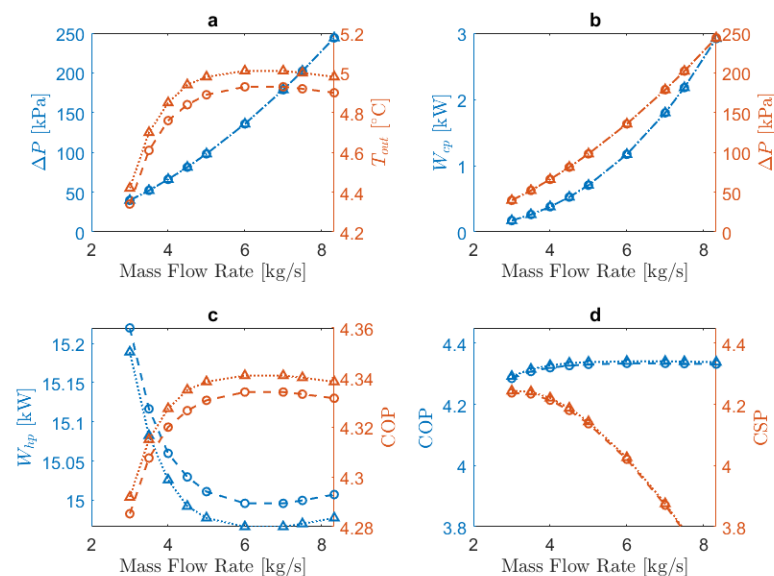 a
250
200
150
100
50
0
ΔP [kPa]
5.2
5
4.8
4.6
4.4
4.2
T_out [°C]
2 4 6 8
Mass Flow Rate [kg/s]
b
3
2
1
0
W_cp [kW]
250
200
150
100
50
0
ΔP [kPa]
2 4 6 8
Mass Flow Rate [kg/s]
c
15.2
15.15
15.1
15.05
15
W_hp [kW]
4.36
4.34
4.32
4.3
4.28
COP
2 4 6 8
Mass Flow Rate [kg/s]
d
4.4
4.2
4
3.8
COP
4.4
4.2
4
3.8
CSP
2 4 6 8
Mass Flow Rate [kg/s]